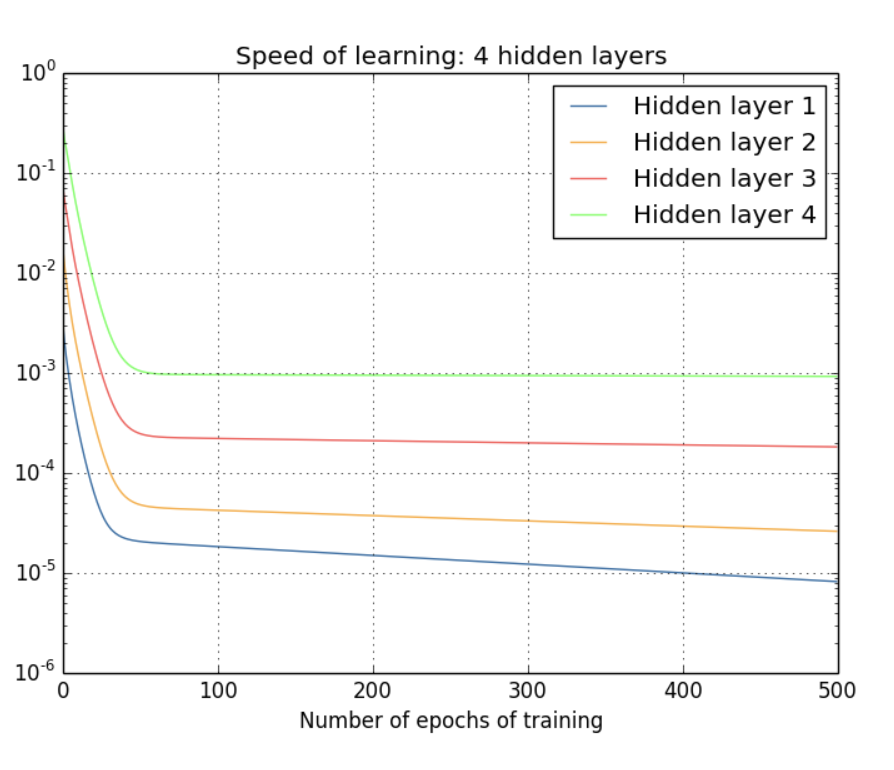 Speed of learning: 4 hidden layers
10^0
10^-1
10^-2
10^-3
10^-4
10^-5
10^-6
Hidden layer 1
Hidden layer 2
Hidden layer 3
Hidden layer 4
0 100 200 300 400 500
Number of epochs of training